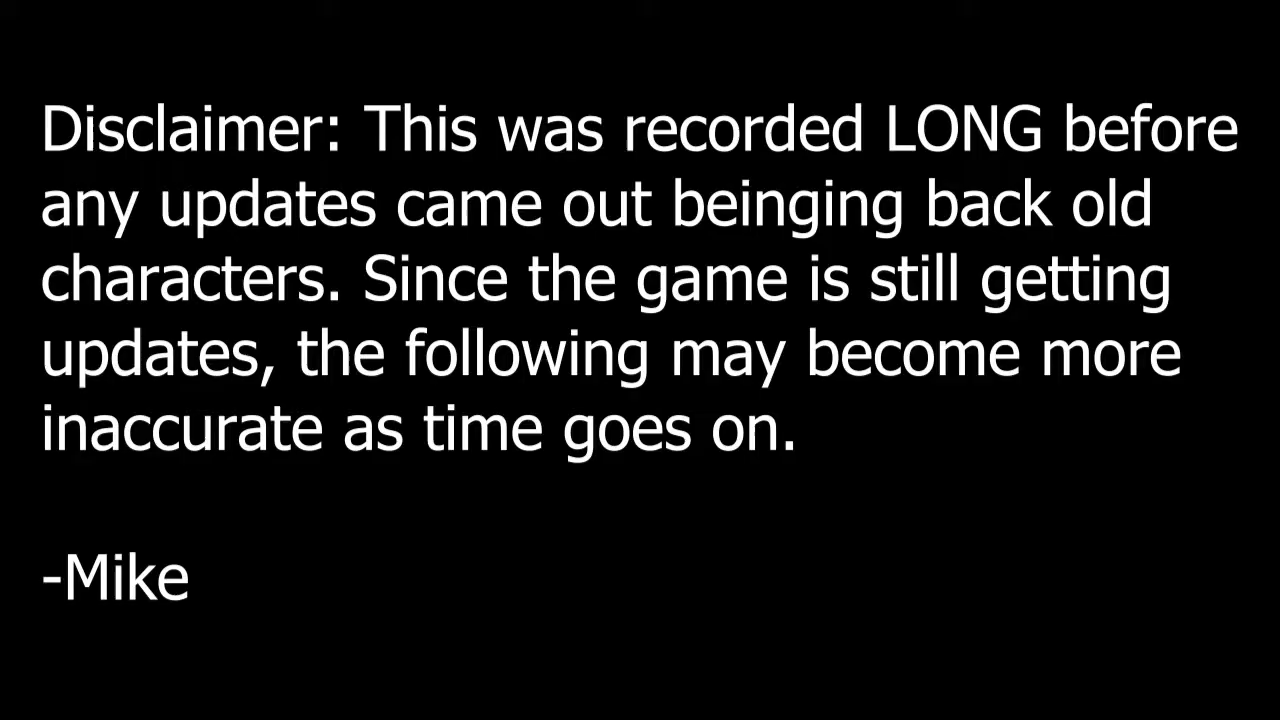 Disclaimer: This was recorded LONG before
any updates came out beinging back old
characters. Since the game is still getting
updates, the following may become more
inaccurate as time goes on.
-Mike